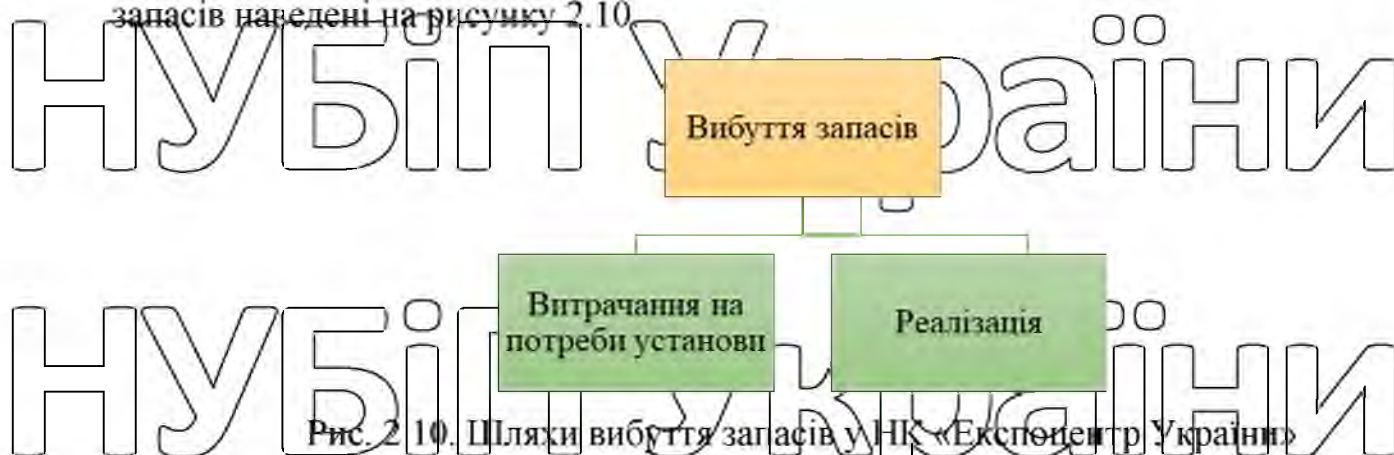 запасів наведені на рисунку 2.10.
НУБіП України
Вибуття запасів
Витрачання на
потреби установи
Реалізація
НУБіП України
Рис. 2.10. Шляхи вибуття запасів у НК «Експоцентр України»